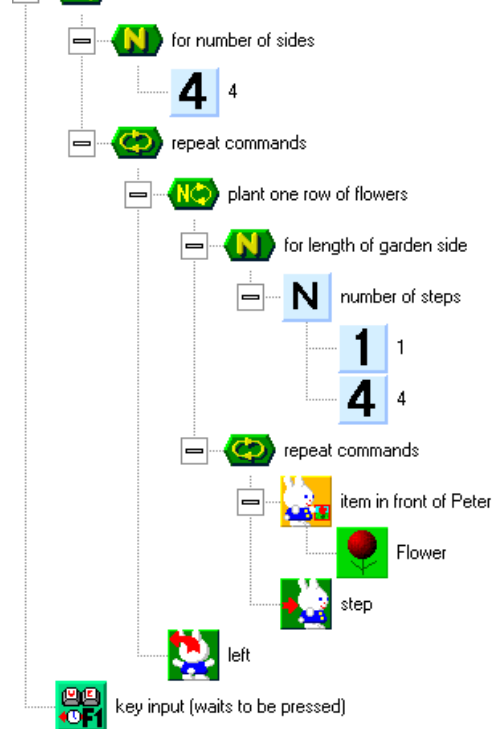 N for number of sides
4 4
repeat commands
N plant one row of flowers
N for length of garden side
N number of steps
1 1
4 4
repeat commands
item in front of Peter
Flower
step
left
F1 key input (waits to be pressed)